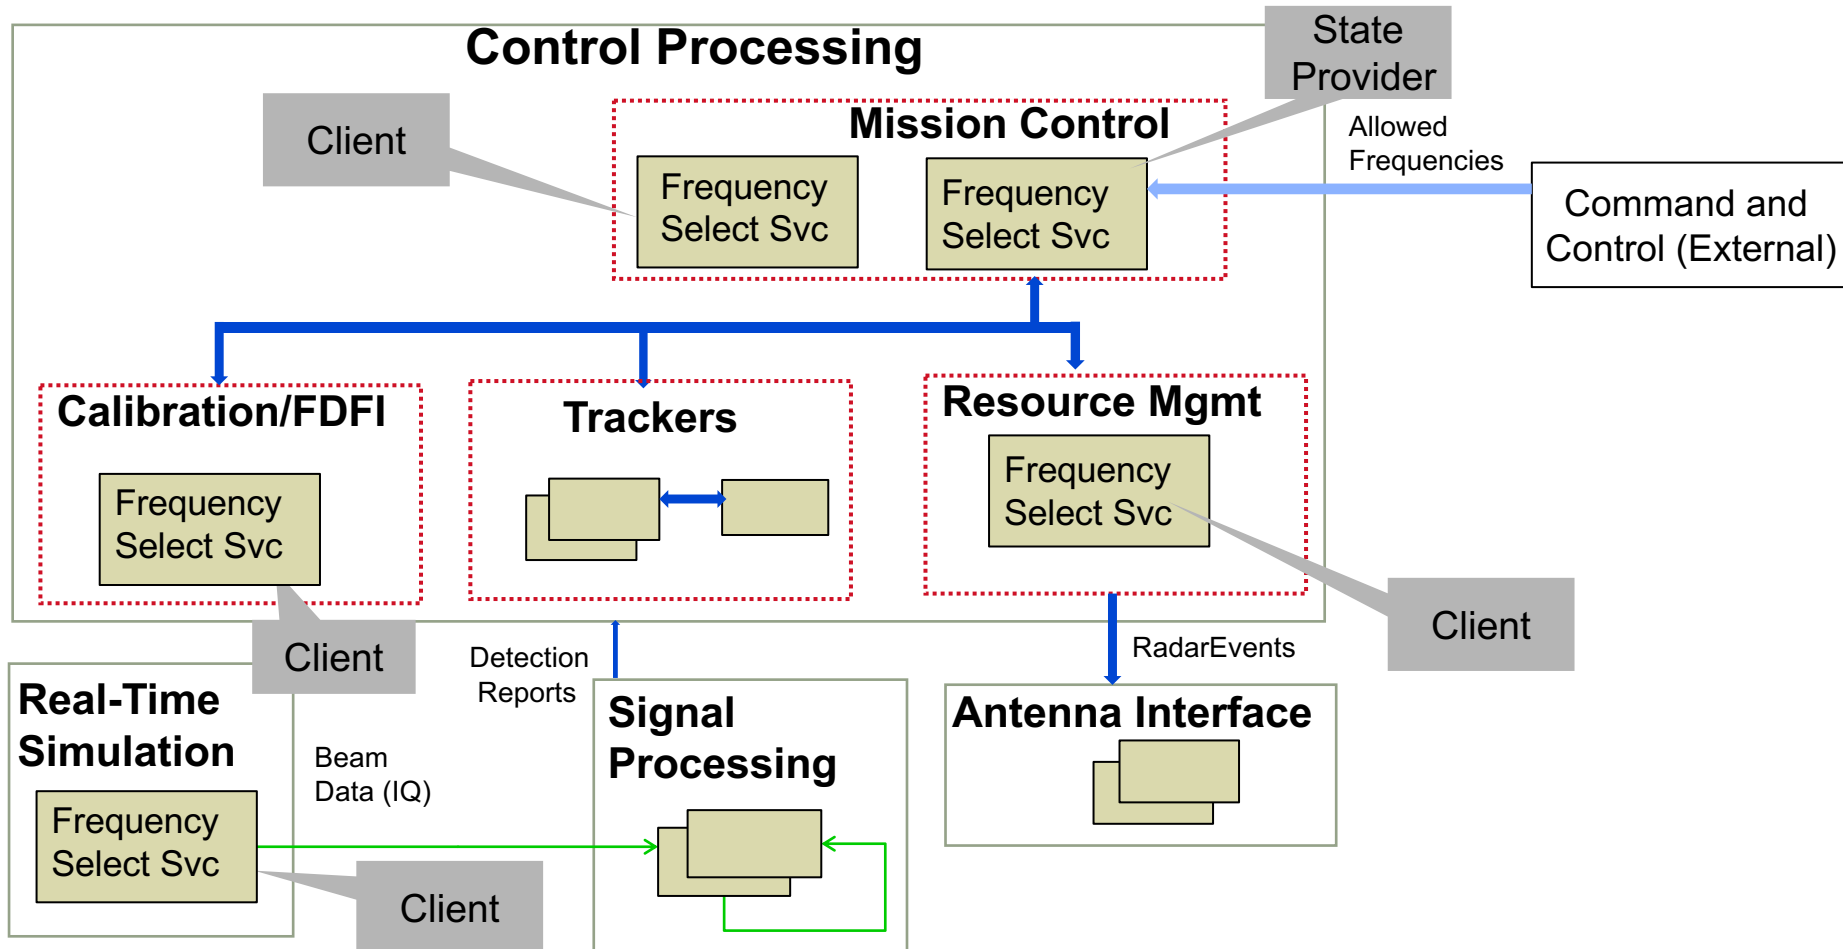 Control Processing
State
Provider
Client
Mission Control
Allowed
Frequencies
Frequency
Select Svc
Frequency
Select Svc
Command and
Control (External)
Calibration/FDFI
Trackers
Resource Mgmt
Frequency
Select Svc
Frequency
Select Svc
Client
Client
Detection
Reports
RadarEvents
Real-Time
Simulation
Beam
Data (IQ)
Signal
Processing
Antenna Interface
Frequency
Select Svc
Client